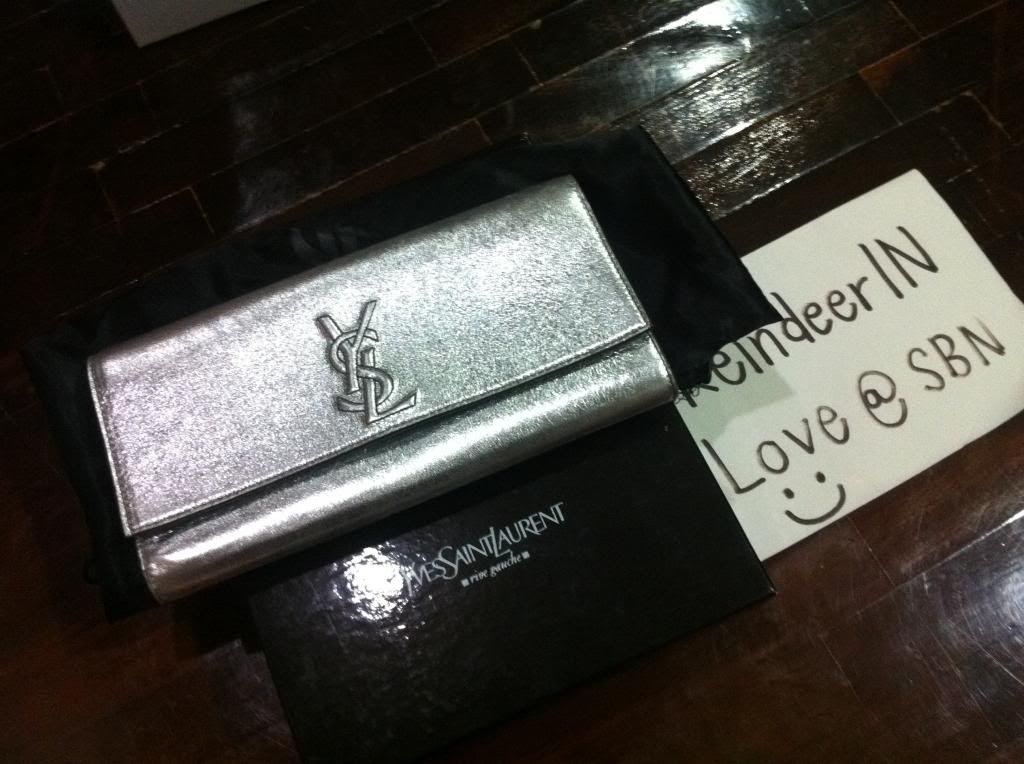 YSL
YVESSAINTLAURENT
rive gauche
ReindeerIN
Love @ SBN